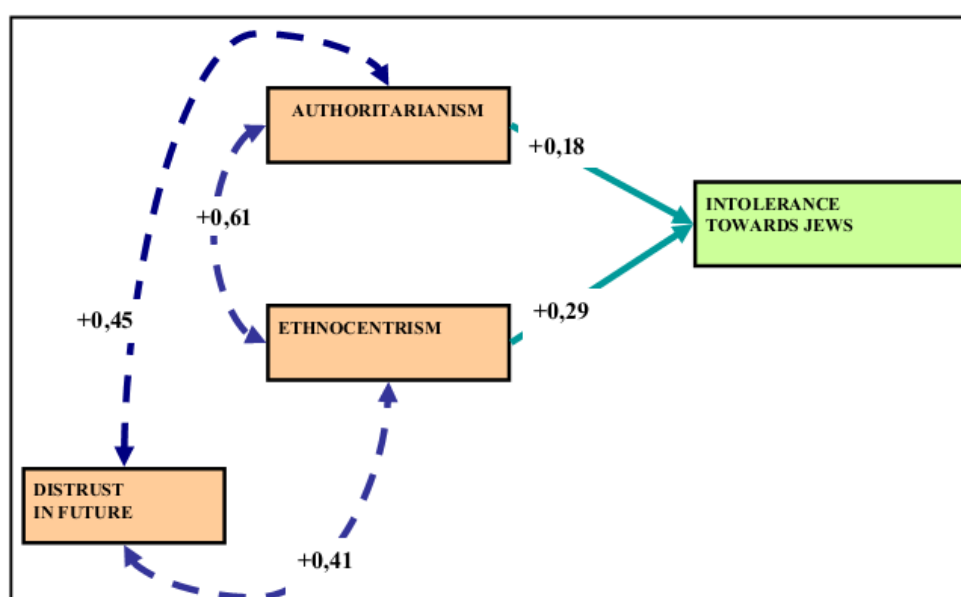 AUTHORITARIANISM
+0,18
INTOLERANCE
TOWARDS JEWS
+0,61
+0,29
+0,45
ETHNOCENTRISM
DISTRUST
IN FUTURE
+0,41